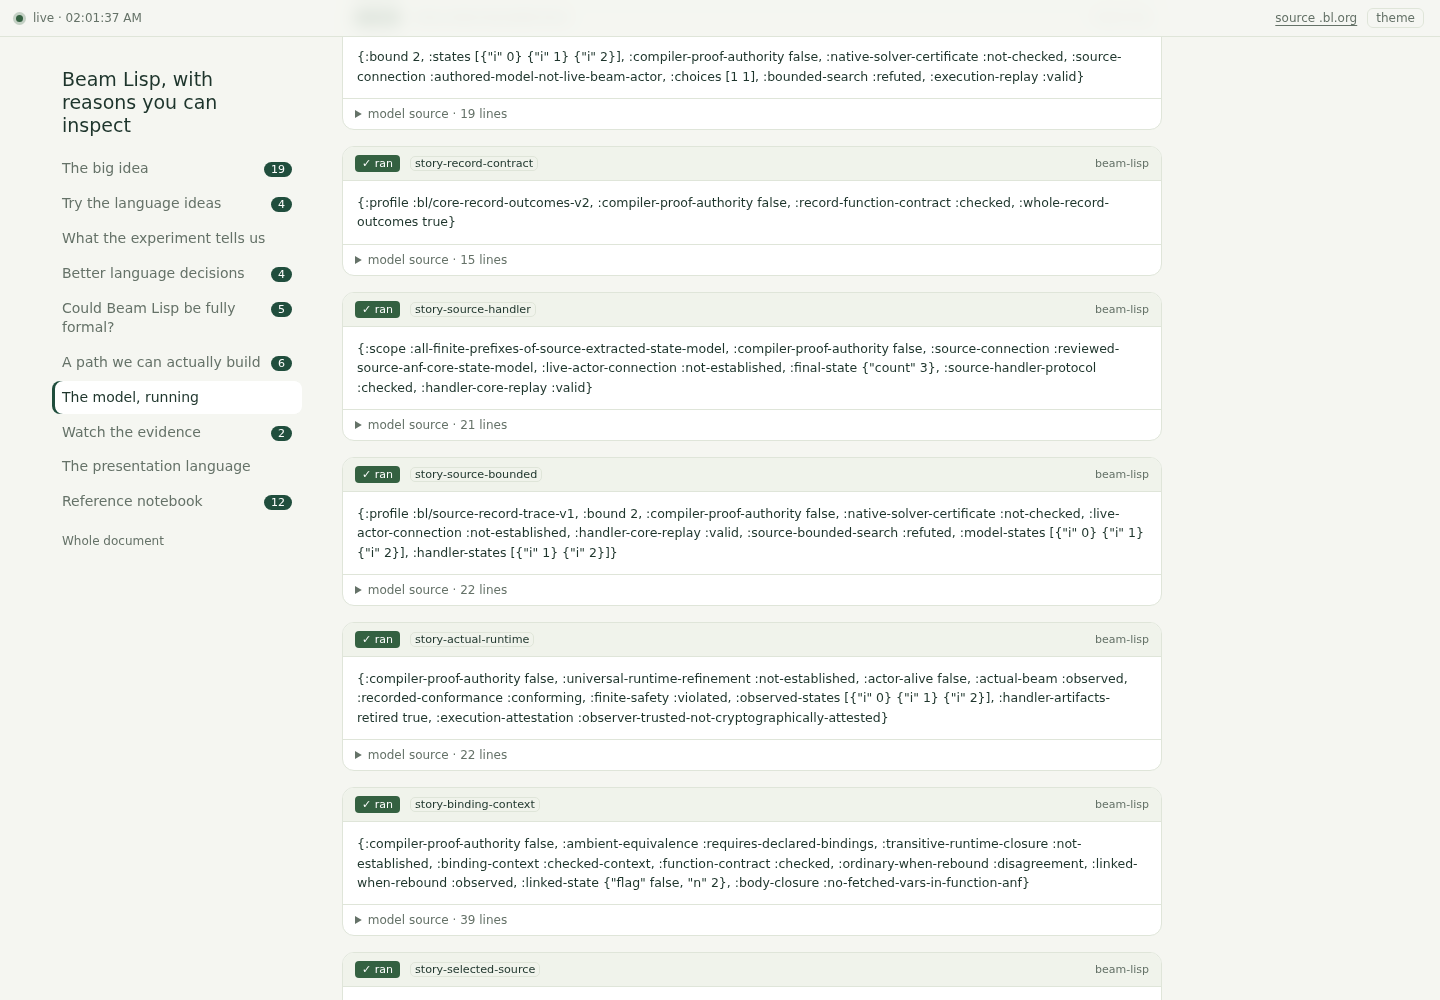 live · 02:01:37 AM
source .bl.org
theme
Beam Lisp, with
reasons you can
inspect
The big idea 19
Try the language ideas 4
What the experiment tells us
Better language decisions 4
Could Beam Lisp be fully 5
formal?
A path we can actually build 6
The model, running
Watch the evidence 2
The presentation language
Reference notebook 12
Whole document
{:bound 2, :states [{"i" 0} {"i" 1} {"i" 2}], :compiler-proof-authority false, :native-solver-certificate :not-checked, :source-
connection :authored-model-not-live-beam-actor, :choices [1 1], :bounded-search :refuted, :execution-replay :valid}
▶ model source · 19 lines
✓ ran story-record-contract beam-lisp
{:profile :bl/core-record-outcomes-v2, :compiler-proof-authority false, :record-function-contract :checked, :whole-record-
outcomes true}
▶ model source · 15 lines
✓ ran story-source-handler beam-lisp
{:scope :all-finite-prefixes-of-source-extracted-state-model, :compiler-proof-authority false, :source-connection :reviewed-
source-anf-core-state-model, :live-actor-connection :not-established, :final-state {"count" 3}, :source-handler-protocol
:checked, :handler-core-replay :valid}
▶ model source · 21 lines
✓ ran story-source-bounded beam-lisp
{:profile :bl/source-record-trace-v1, :bound 2, :compiler-proof-authority false, :native-solver-certificate :not-checked, :live-
actor-connection :not-established, :handler-core-replay :valid, :source-bounded-search :refuted, :model-states [{"i" 0} {"i" 1}
{"i" 2}], :handler-states [{"i" 1} {"i" 2}]}
▶ model source · 22 lines
✓ ran story-actual-runtime beam-lisp
{:compiler-proof-authority false, :universal-runtime-refinement :not-established, :actor-alive false, :actual-beam :observed,
:recorded-conformance :conforming, :finite-safety :violated, :observed-states [{"i" 0} {"i" 1} {"i" 2}], :handler-artifacts-
retired true, :execution-attestation :observer-trusted-not-cryptographically-attested}
▶ model source · 22 lines
✓ ran story-binding-context beam-lisp
{:compiler-proof-authority false, :ambient-equivalence :requires-declared-bindings, :transitive-runtime-closure :not-
established, :binding-context :checked-context, :function-contract :checked, :ordinary-when-rebound :disagreement, :linked-
when-rebound :observed, :linked-state {"flag" false, "n" 2}, :body-closure :no-fetched-vars-in-function-anf}
▶ model source · 39 lines
✓ ran story-selected-source beam-lisp